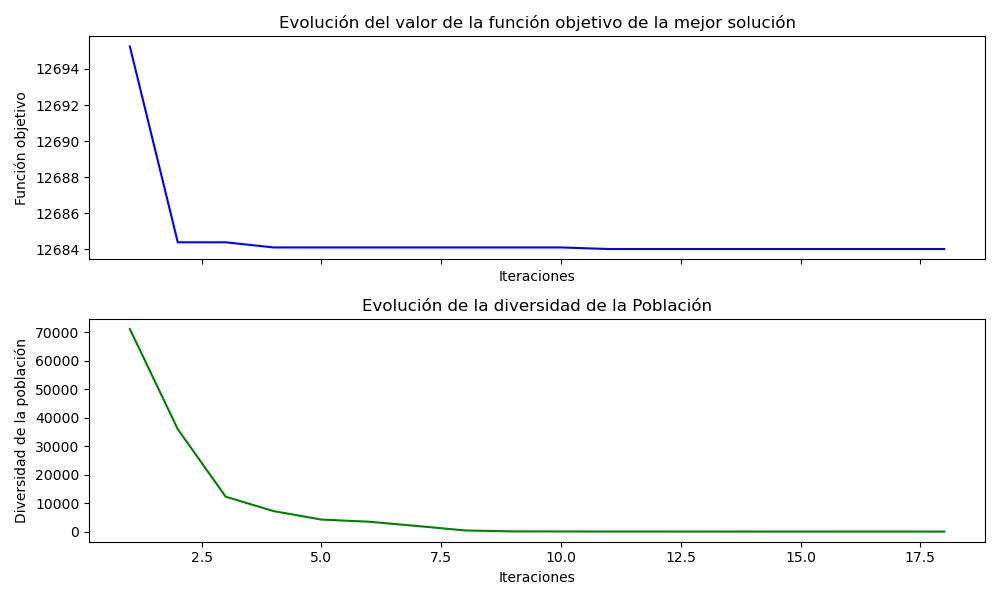 Evolución del valor de la función objetivo de la mejor solución
Función objetivo
12694
12692
12690
12688
12686
12684
Iteraciones
Evolución de la diversidad de la Población
Diversidad de la población
70000
60000
50000
40000
30000
20000
10000
0
2.5 5.0 7.5 10.0 12.5 15.0 17.5
Iteraciones